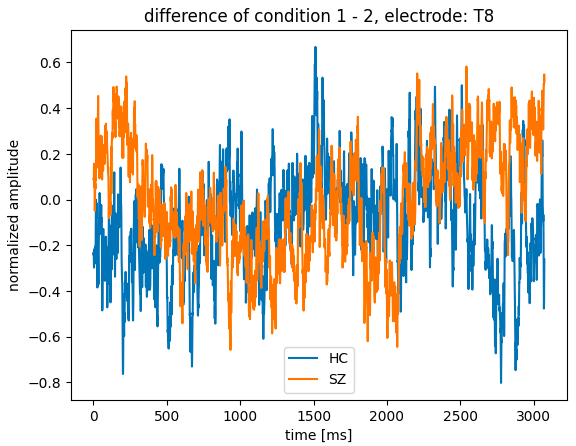 difference of condition 1 - 2, electrode: T8
normalized amplitude
0.6
0.4
0.2
0.0
−0.2
−0.4
−0.6
−0.8
HC
SZ
0 500 1000 1500 2000 2500 3000
time [ms]